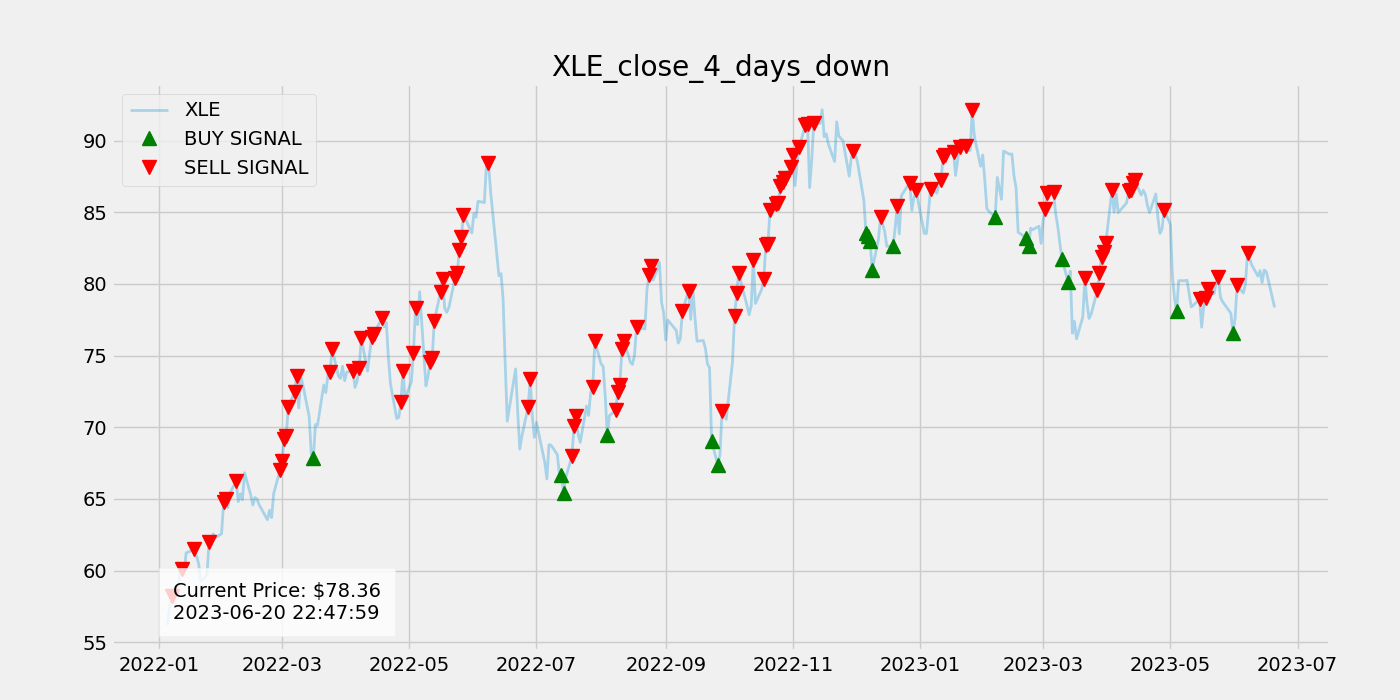 XLE_close_4_days_down
XLE
BUY SIGNAL
SELL SIGNAL
90
85
80
75
70
65
60
55
Current Price: $78.36
2023-06-20 22:47:59
2022-01 2022-03 2022-05 2022-07 2022-09 2022-11 2023-01 2023-03 2023-05 2023-07